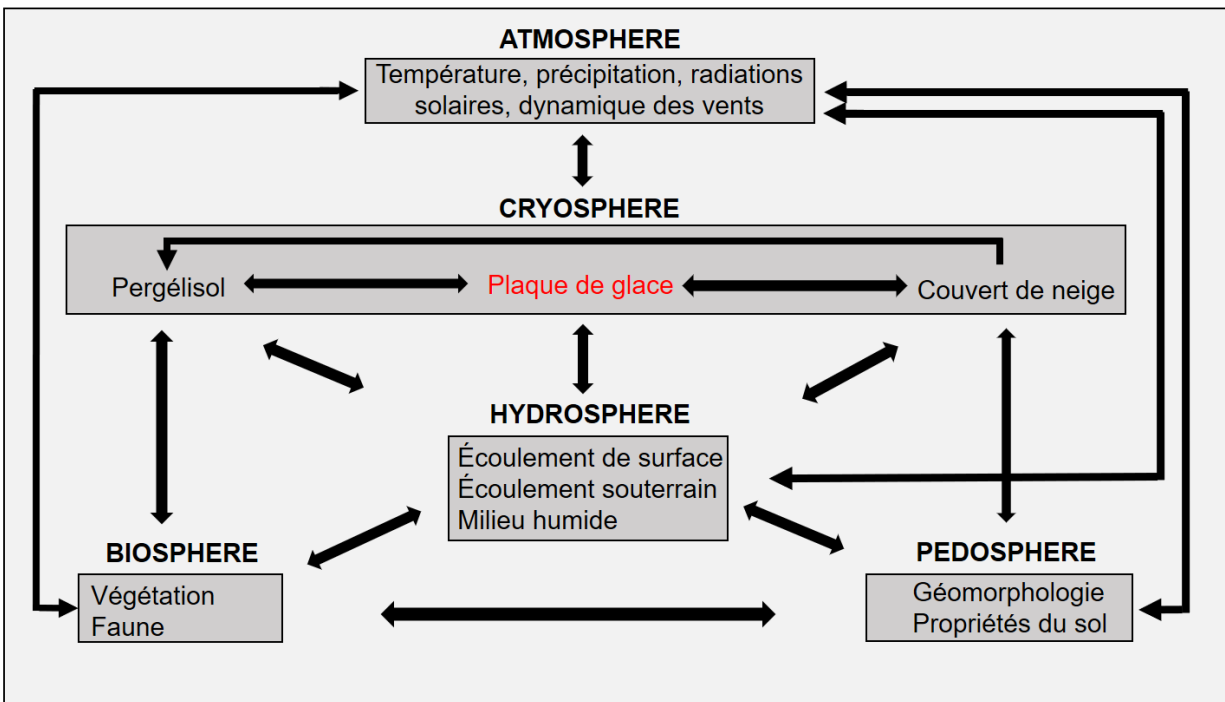 ATMOSPHERE
Température, précipitation, radiations
solaires, dynamique des vents
CRYOSPHERE
Pergélisol
Plaque de glace
Couvert de neige
HYDROSPHERE
Écoulement de surface
Écoulement souterrain
Milieu humide
BIOSPHERE
Végétation
Faune
PEDOSPHERE
Géomorphologie
Propriétés du sol